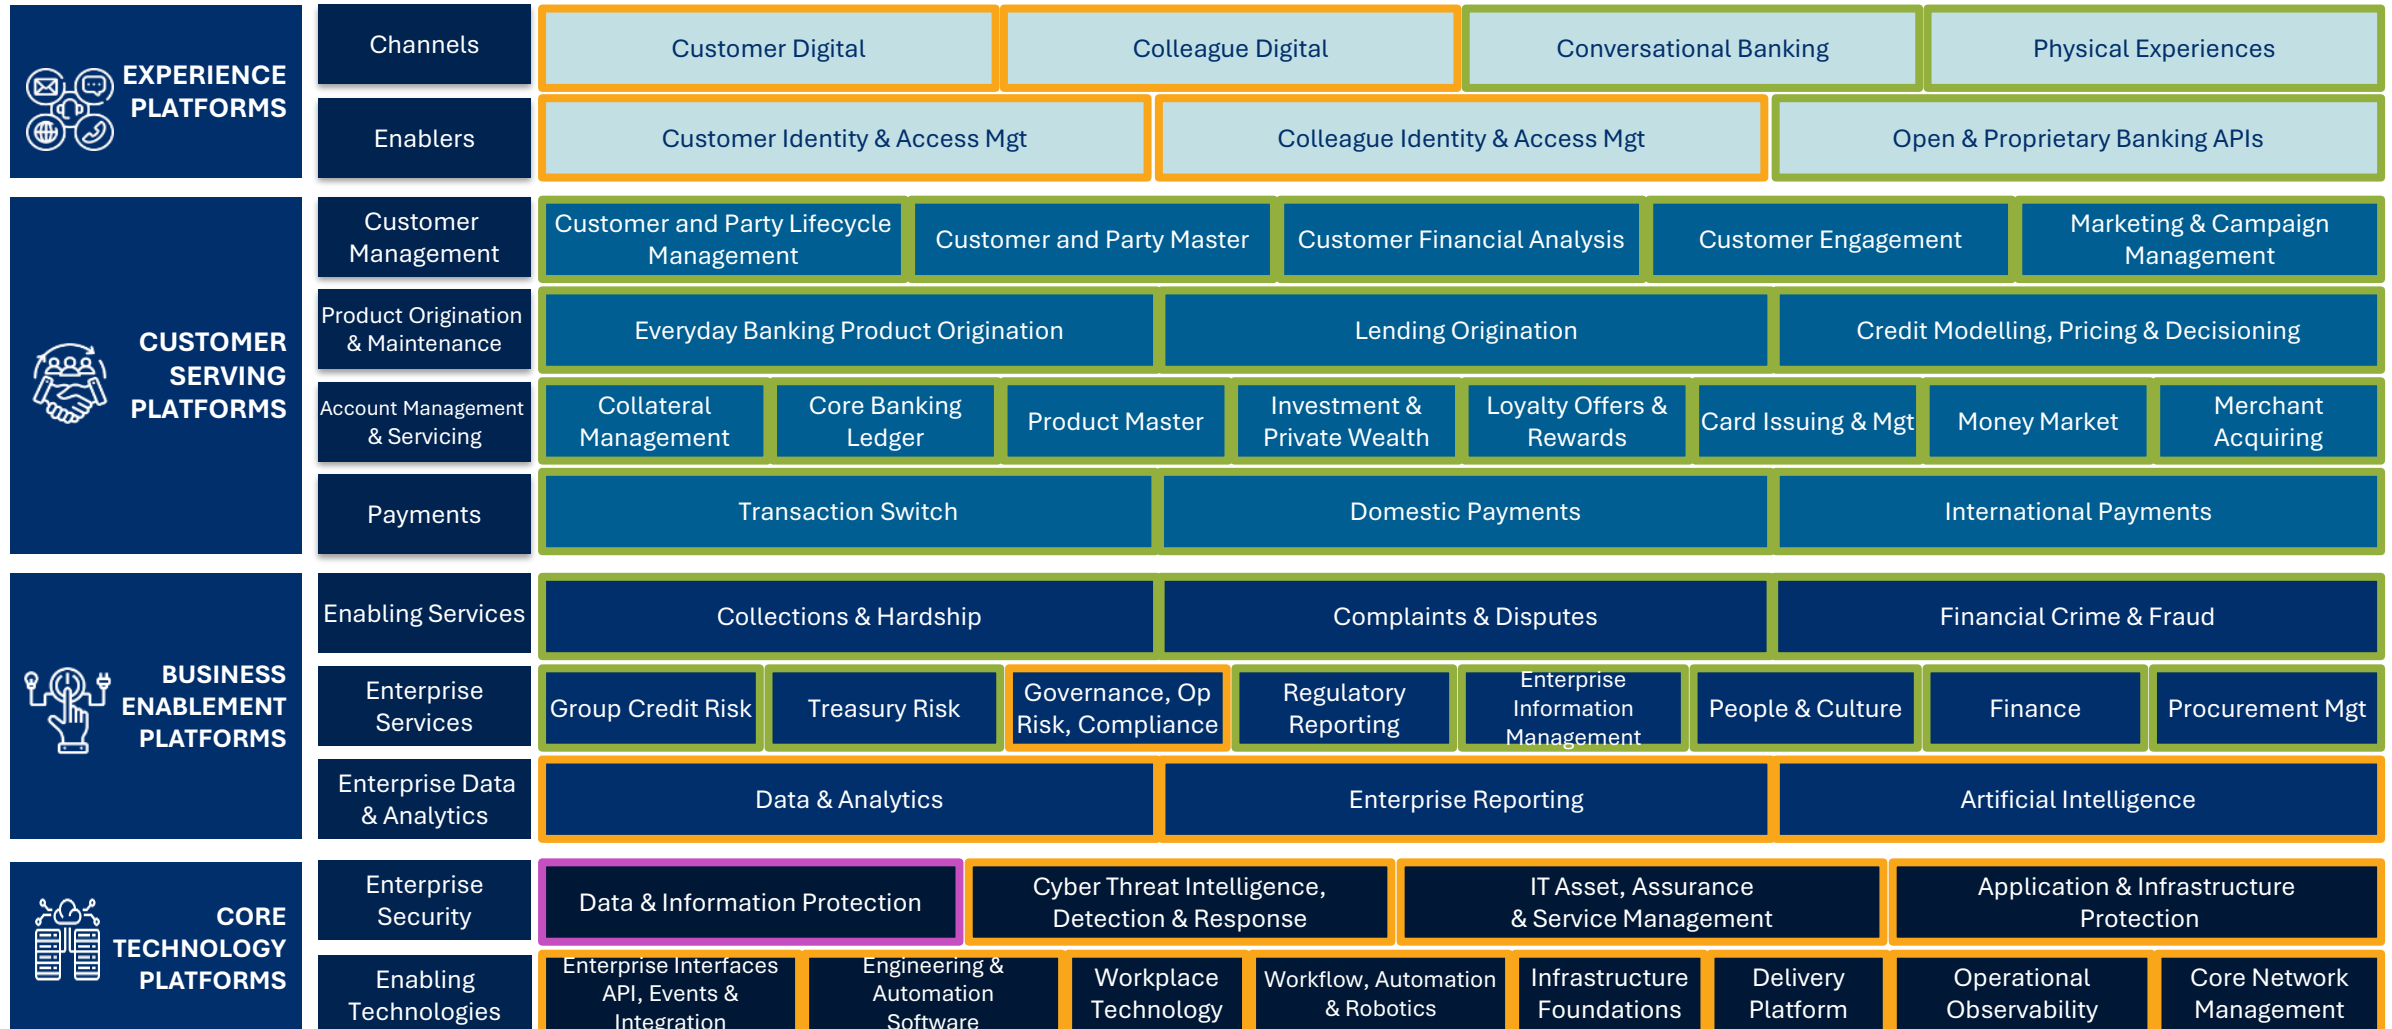 EXPERIENCE
PLATFORMS
Channels
Customer Digital
Colleague Digital
Conversational Banking
Physical Experiences
Enablers
Customer Identity & Access Mgt
Colleague Identity & Access Mgt
Open & Proprietary Banking APIs
CUSTOMER
SERVING
PLATFORMS
Customer
Management
Customer and Party Lifecycle
Management
Customer and Party Master
Customer Financial Analysis
Customer Engagement
Marketing & Campaign
Management
Product Origination
& Maintenance
Everyday Banking Product Origination
Lending Origination
Credit Modelling, Pricing & Decisioning
Account Management
& Servicing
Collateral
Management
Core Banking
Ledger
Product Master
Investment &
Private Wealth
Loyalty Offers &
Rewards
Card Issuing & Mgt
Money Market
Merchant
Acquiring
Payments
Transaction Switch
Domestic Payments
International Payments
BUSINESS
ENABLEMENT
PLATFORMS
Enabling Services
Collections & Hardship
Complaints & Disputes
Financial Crime & Fraud
Enterprise
Services
Group Credit Risk
Treasury Risk
Governance, Op
Risk, Compliance
Regulatory
Reporting
Enterprise
Information
Management
People & Culture
Finance
Procurement Mgt
Enterprise Data
& Analytics
Data & Analytics
Enterprise Reporting
Artificial Intelligence
CORE
TECHNOLOGY
PLATFORMS
Enterprise
Security
Data & Information Protection
Cyber Threat Intelligence,
Detection & Response
IT Asset, Assurance
& Service Management
Application & Infrastructure
Protection
Enabling
Technologies
Enterprise Interfaces
API, Events &
Integration
Engineering &
Automation
Software
Workplace
Technology
Workflow, Automation
& Robotics
Infrastructure
Foundations
Delivery
Platform
Operational
Observability
Core Network
Management